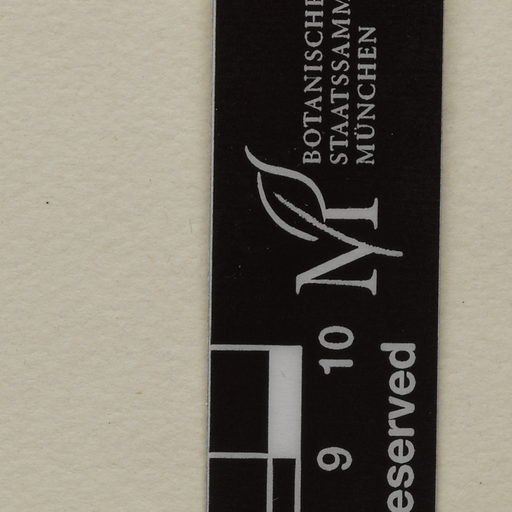 BOTANISCHE
STAATSSAMM
MÜNCHEN
M
9 10
eserved